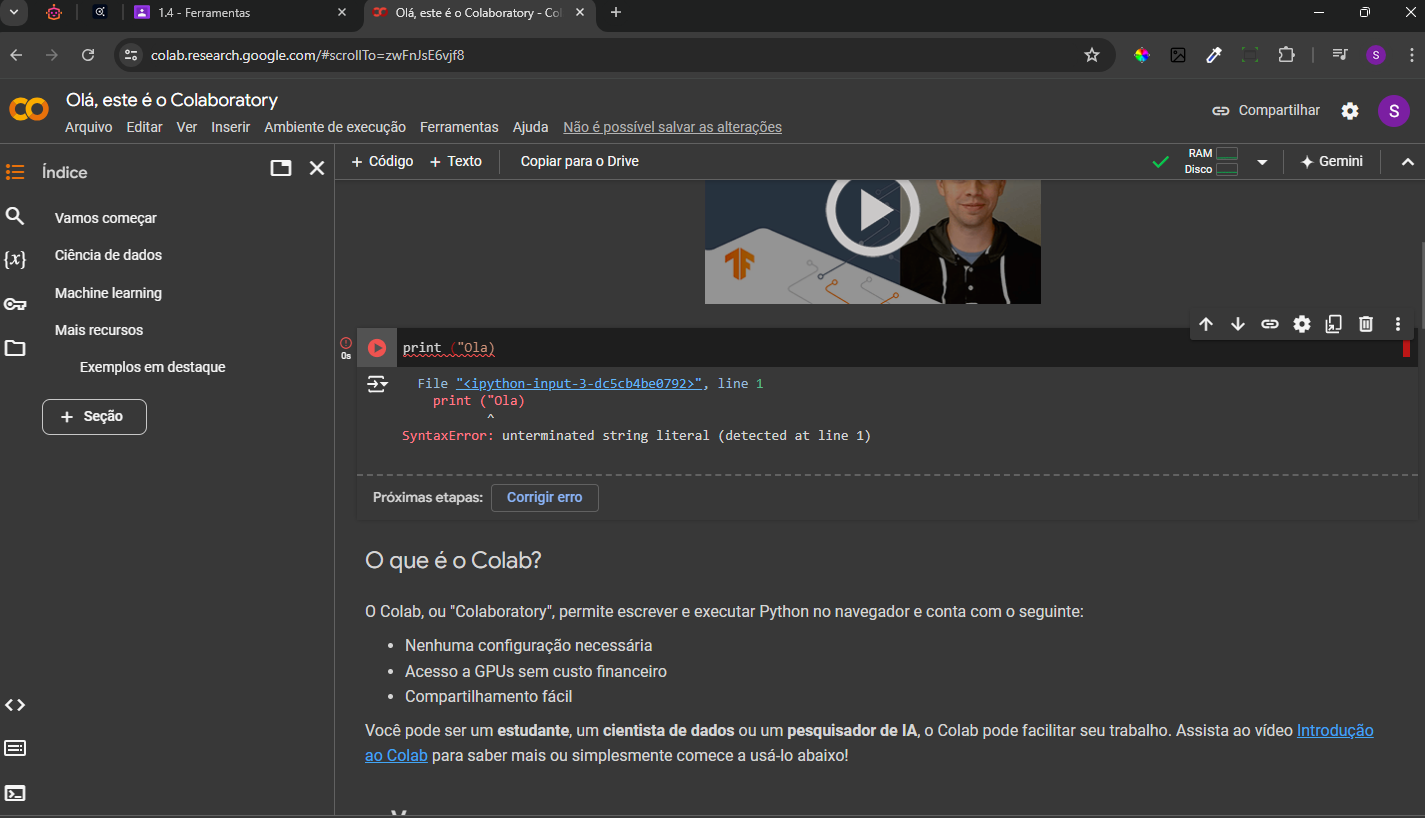 1.4 - Ferramentas
Olá, este é o Colaboratory - Col
colab.research.google.com/#scrollTo=zwFnJsE6vjf8
S
Olá, este é o Colaboratory
Arquivo Editar Ver Inserir Ambiente de execução Ferramentas Ajuda Não é possível salvar as alterações
Compartilhar
S
Índice
Vamos começar
Ciência de dados
Machine learning
Mais recursos
Exemplos em destaque
+ Seção
+ Código + Texto Copiar para o Drive
RAM
Disco
Gemini
{x}
0s
print ("Ola)
File "<ipython-input-3-dc5cb4be0792>", line 1
print ("Ola)
^
SyntaxError: unterminated string literal (detected at line 1)
Próximas etapas: Corrigir erro
O que é o Colab?
O Colab, ou "Colaboratory", permite escrever e executar Python no navegador e conta com o seguinte:
• Nenhuma configuração necessária
• Acesso a GPUs sem custo financeiro
• Compartilhamento fácil
Você pode ser um estudante, um cientista de dados ou um pesquisador de IA, o Colab pode facilitar seu trabalho. Assista ao vídeo Introdução
ao Colab para saber mais ou simplesmente comece a usá-lo abaixo!